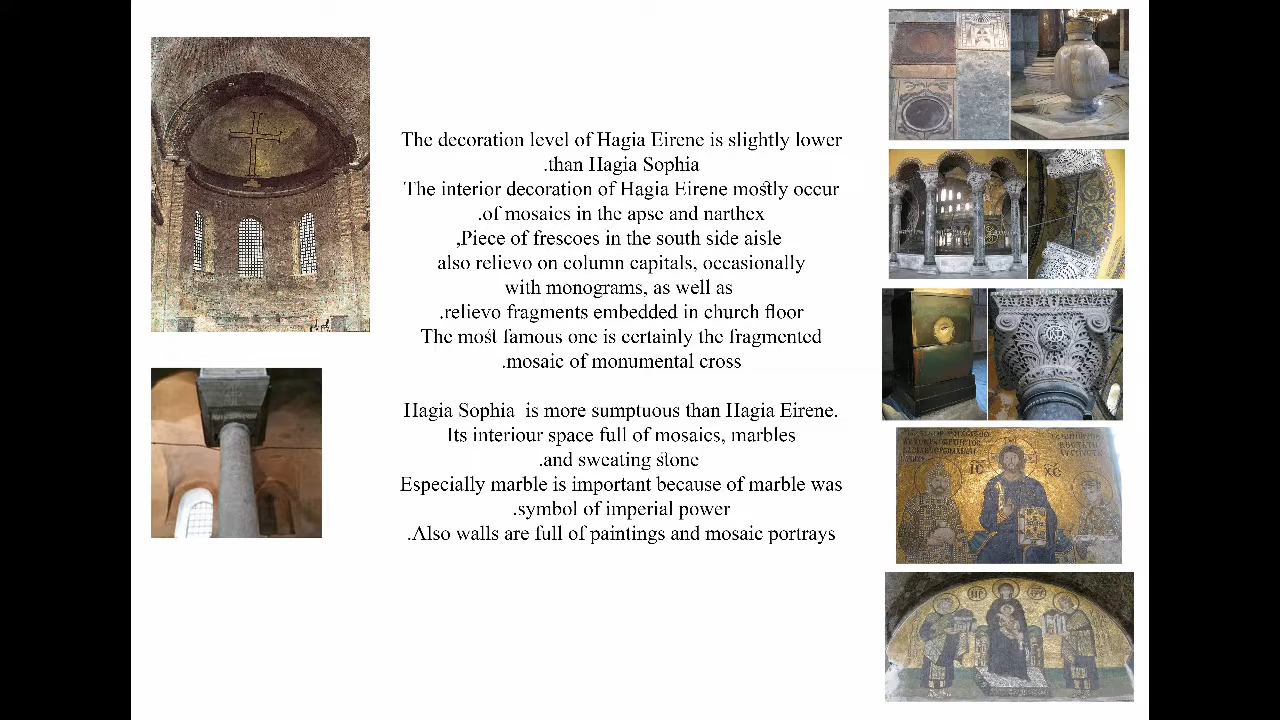 The decoration level of Hagia Eirene is slightly lower
.than Hagia Sophia
The interior decoration of Hagia Eirene mostly occur
.of mosaics in the apse and narthex
,Piece of frescoes in the south side aisle
also relievo on column capitals, occasionally
with monograms, as well as
.relievo fragments embedded in church floor
The most famous one is certainly the fragmented
.mosaic of monumental cross
Hagia Sophia is more sumptuous than Hagia Eirene.
Its interiour space full of mosaics, marbles
.and sweating stone
Especially marble is important because of marble was
.symbol of imperial power
.Also walls are full of paintings and mosaic portrays